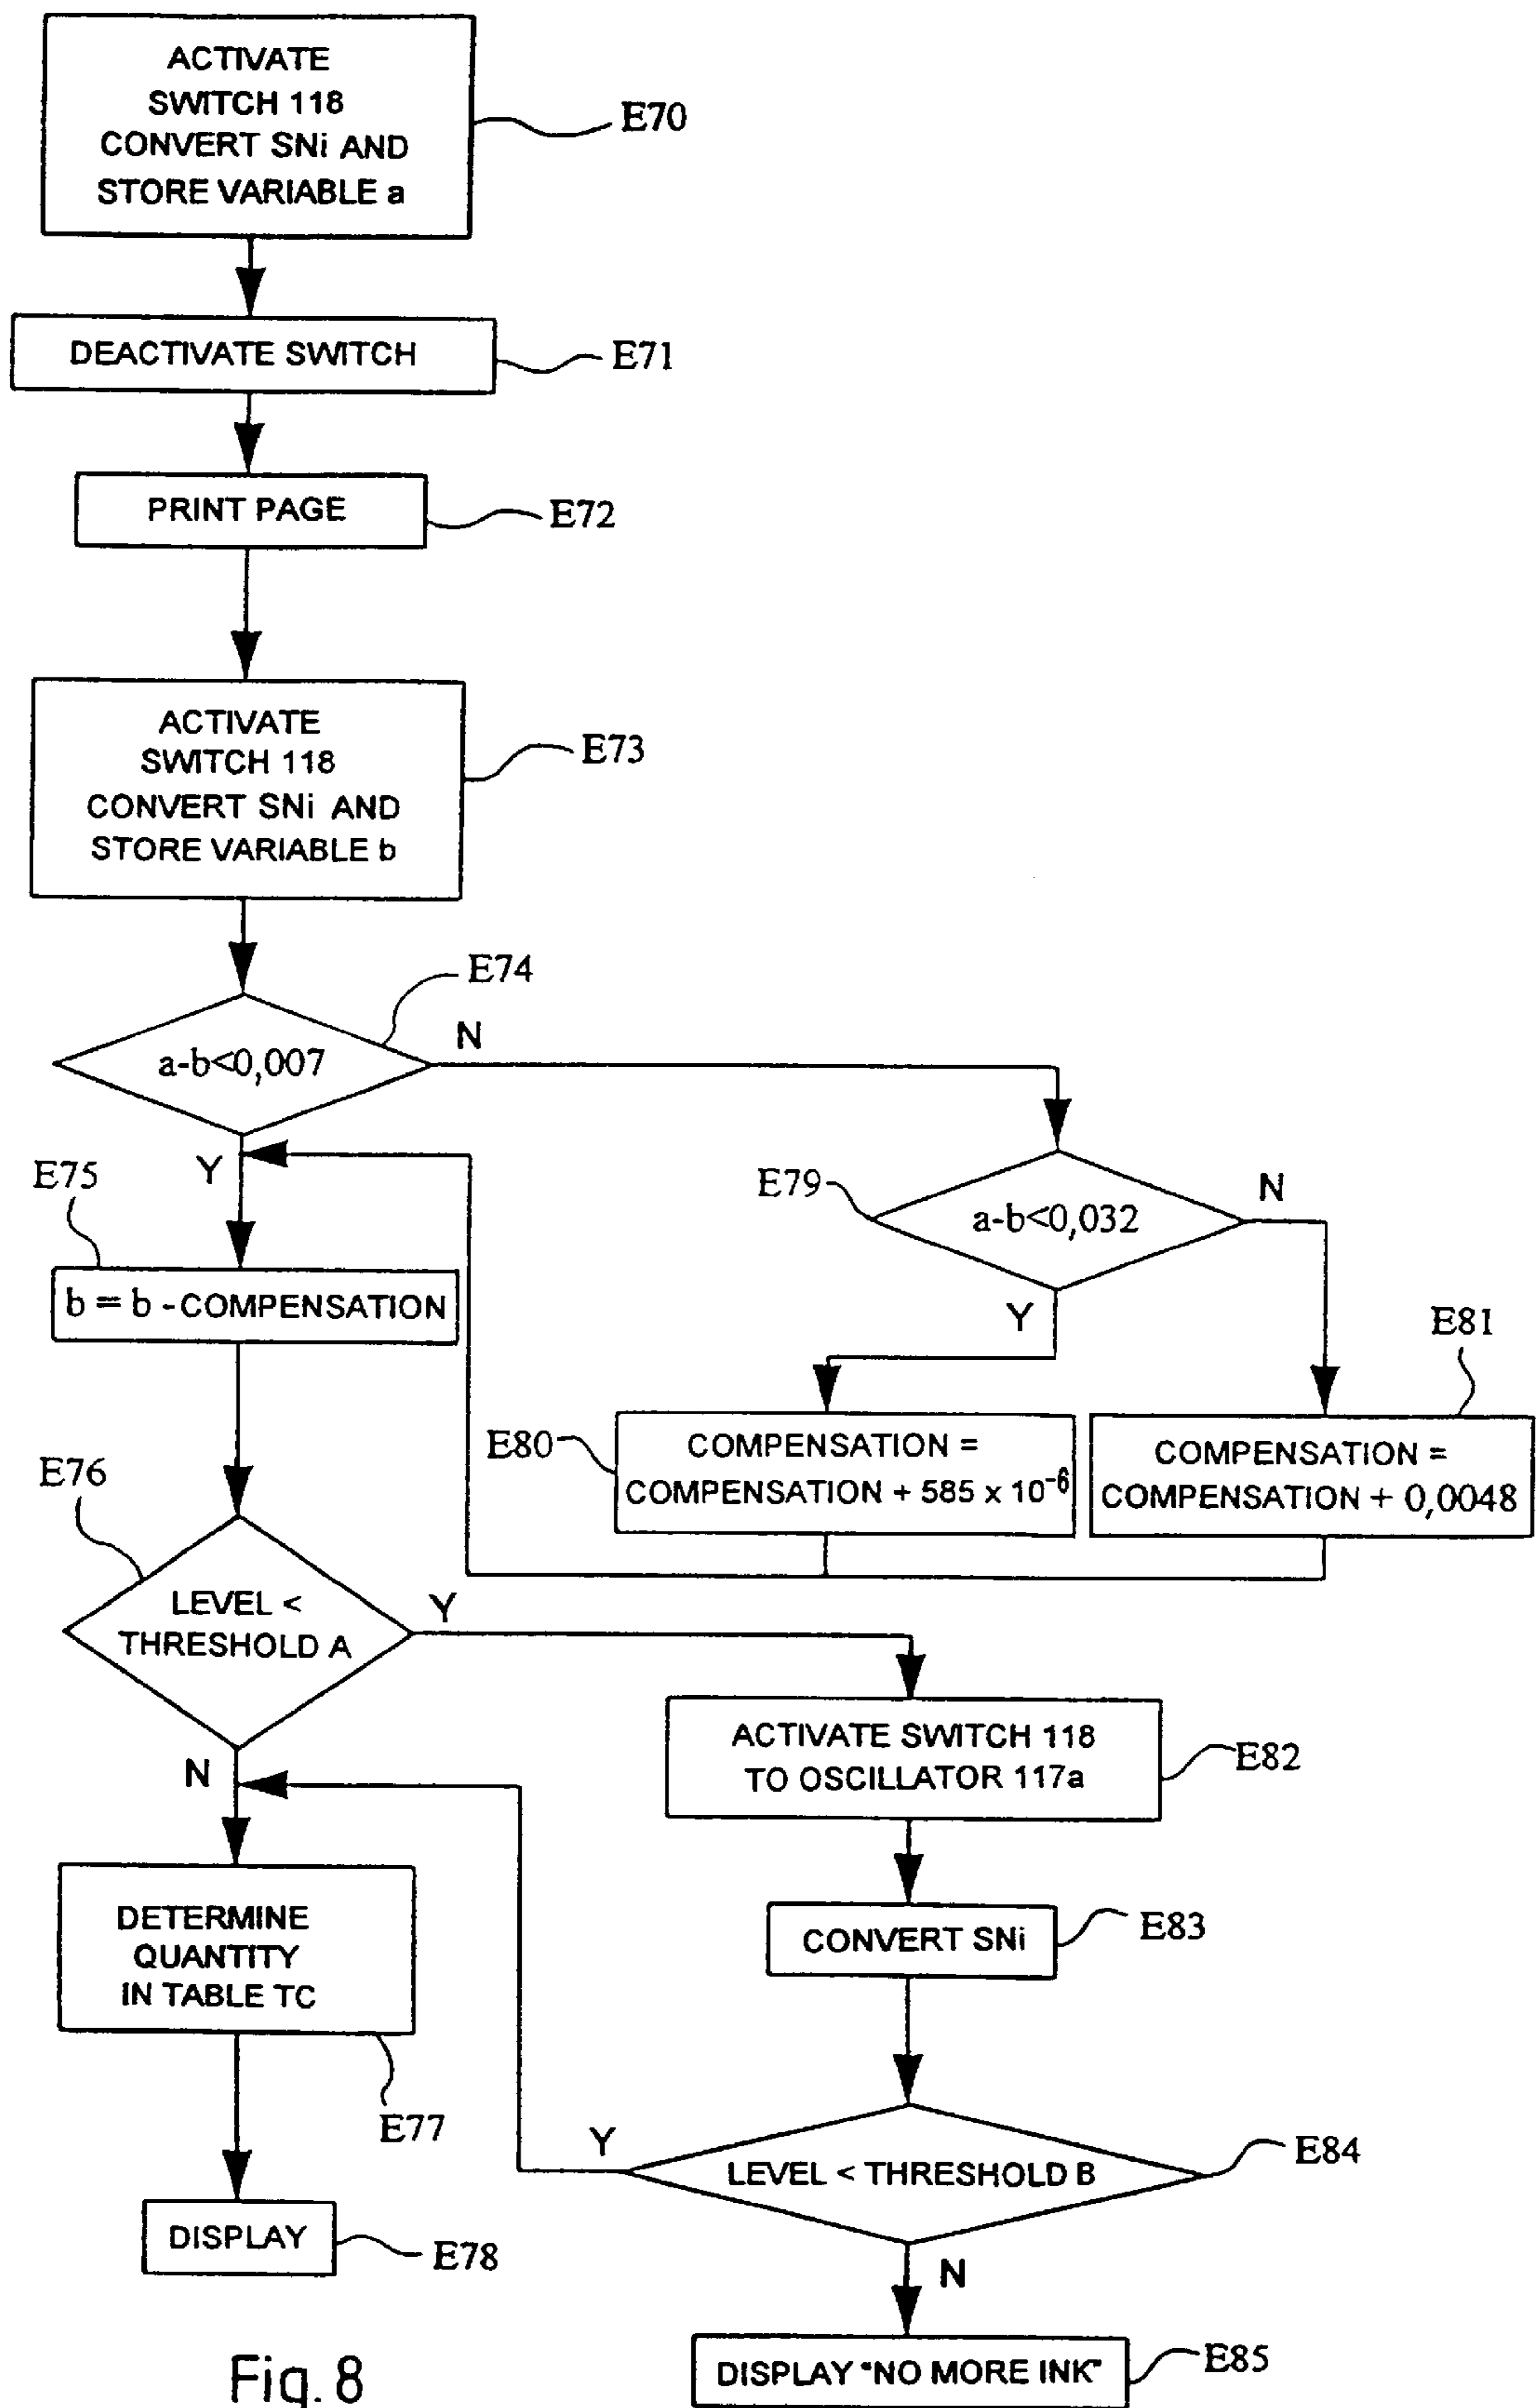 ACTIVATE
SWITCH 118
CONVERT SNi AND
STORE VARIABLE a
E70
DEACTIVATE SWITCH
E71
PRINT PAGE
E72
ACTIVATE
SWITCH 118
CONVERT SNi AND
STORE VARIABLE b
E73
E74
a-b<0,007
N
Y
E75
b = b - COMPENSATION
E79
a-b<0,032
N
Y
E81
E80
COMPENSATION =
COMPENSATION + 585 x 10⁻⁶
COMPENSATION =
COMPENSATION + 0,0048
E76
LEVEL <
THRESHOLD A
Y
N
ACTIVATE SWITCH 118
TO OSCILLATOR 117a
E82
DETERMINE
QUANTITY
IN TABLE TC
E77
CONVERT SNi
E83
Y
LEVEL < THRESHOLD B
E84
N
DISPLAY
E78
DISPLAY "NO MORE INK"
E85
Fig. 8